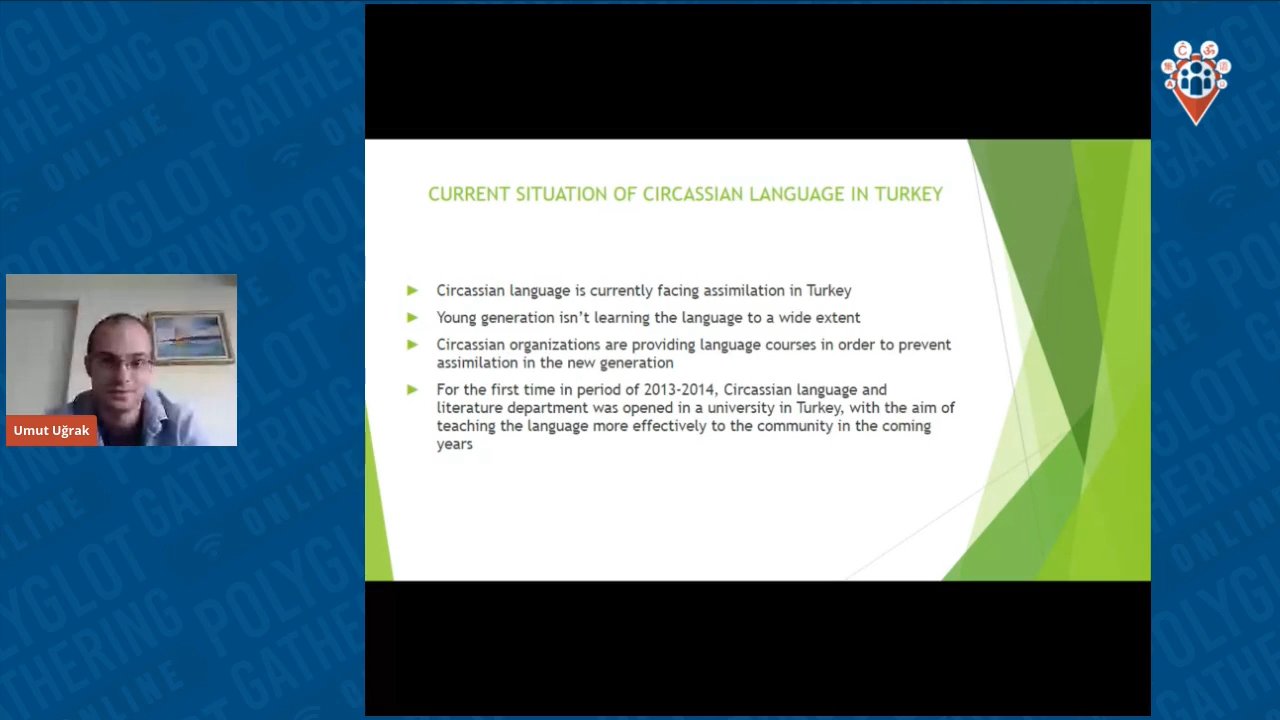 CURRENT SITUATION OF CIRCASSIAN LANGUAGE IN TURKEY
Circassian language is currently facing assimilation in Turkey
Young generation isn't learning the language to a wide extent
Circassian organizations are providing language courses in order to prevent
assimilation in the new generation
For the first time in period of 2013-2014, Circassian language and
literature department was opened in a university in Turkey, with the aim of
teaching the language more effectively to the community in the coming
years
Umut Uğrak
POLYGLOT
GATHERING
ONLINE